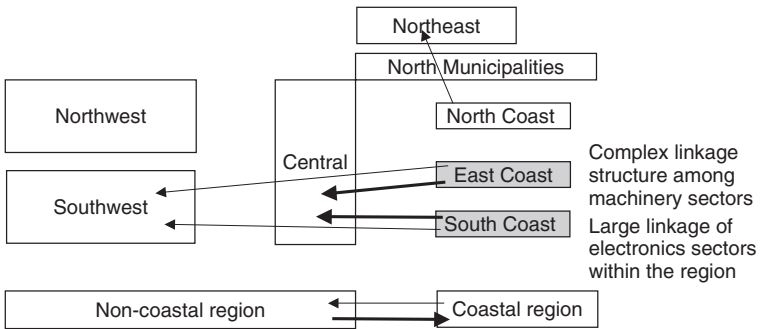 Northeast
North Municipalities
Northwest
North Coast
Central
East Coast
Complex linkage
structure among
machinery sectors
Southwest
South Coast
Large linkage of
electronics sectors
within the region
Non-coastal region
Coastal region